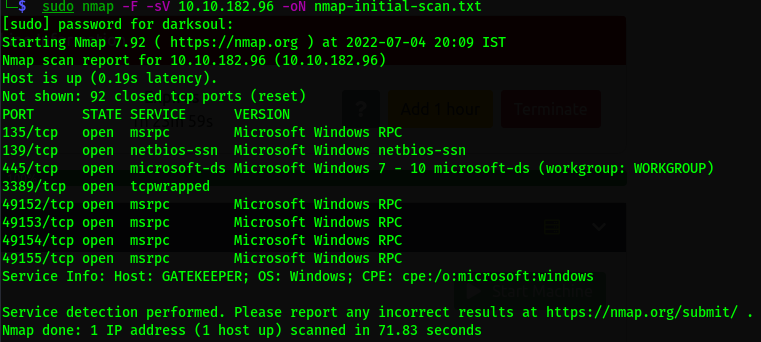 └─$ sudo nmap -F -sV 10.10.182.96 -oN nmap-initial-scan.txt
[sudo] password for darksoul:
Starting Nmap 7.92 ( https://nmap.org ) at 2022-07-04 20:09 IST
Nmap scan report for 10.10.182.96 (10.10.182.96)
Host is up (0.19s latency).
Not shown: 92 closed tcp ports (reset)
? Add 1 hour Terminate
PORT STATE SERVICE VERSION
135/tcp open msrpc Microsoft Windows RPC
139/tcp open netbios-ssn Microsoft Windows netbios-ssn
445/tcp open microsoft-ds Microsoft Windows 7 - 10 microsoft-ds (workgroup: WORKGROUP)
3389/tcp open tcpwrapped
49152/tcp open msrpc Microsoft Windows RPC
49153/tcp open msrpc Microsoft Windows RPC
49154/tcp open msrpc Microsoft Windows RPC
49155/tcp open msrpc Microsoft Windows RPC
Service Info: Host: GATEKEEPER; OS: Windows; CPE: cpe:/o:microsoft:windows
Service detection performed. Please report any incorrect results at https://nmap.org/submit/ .
Nmap done: 1 IP address (1 host up) scanned in 71.83 seconds